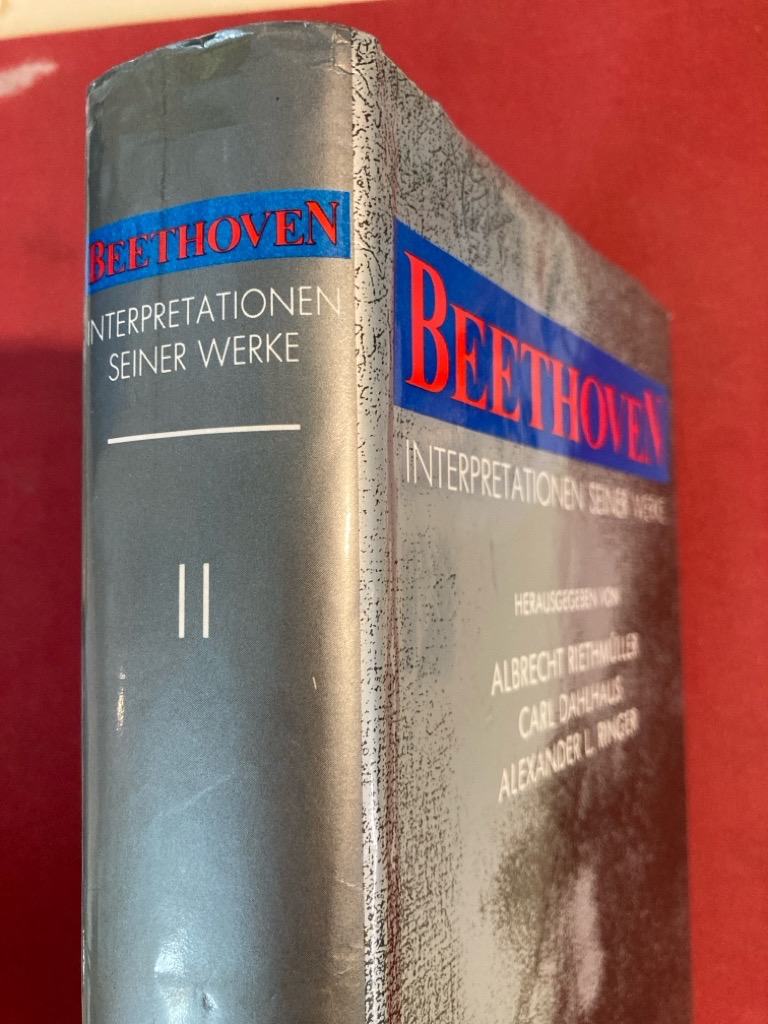 BEETHOVEN
INTERPRETATIONEN
SEINER WERKE
II
BEETHOVEN
INTERPRETATIONEN SEINER WERKE
HERAUSGEGEBEN VON
ALBRECHT RIETHMÜLLER
CARL DAHLHAUS
ALEXANDER L. RINGER